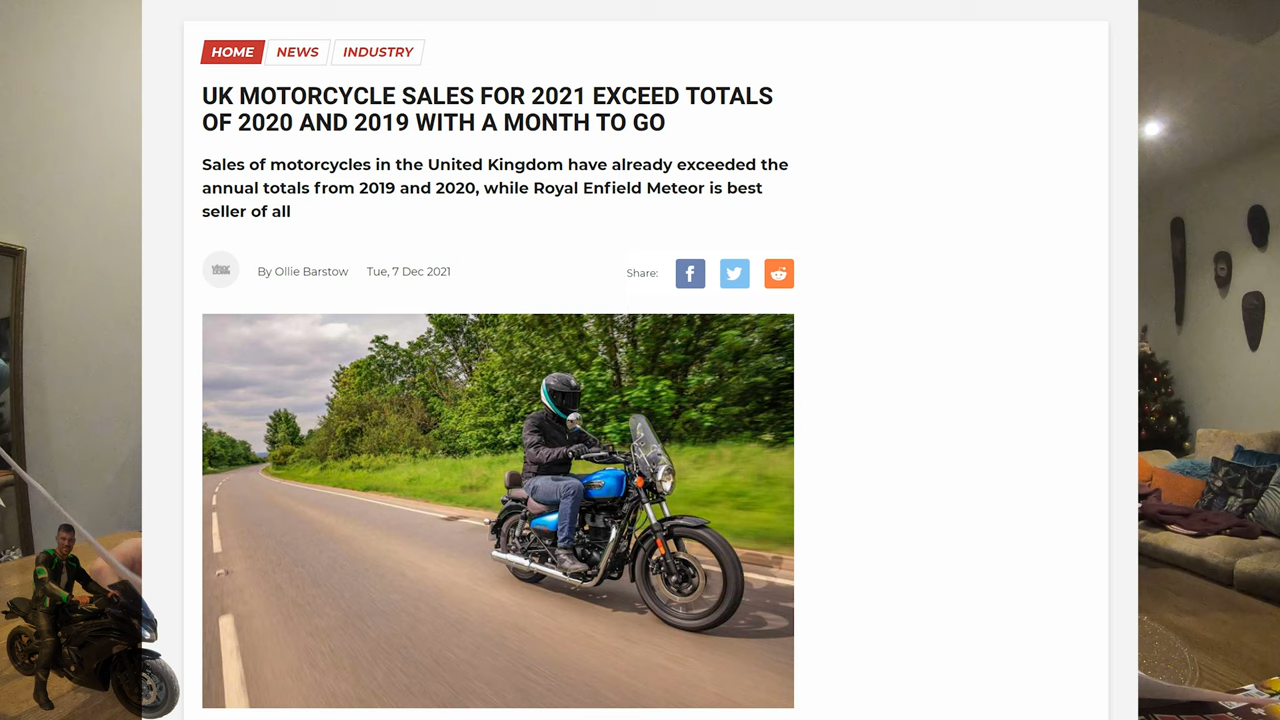 HOME NEWS INDUSTRY
UK MOTORCYCLE SALES FOR 2021 EXCEED TOTALS
OF 2020 AND 2019 WITH A MONTH TO GO
Sales of motorcycles in the United Kingdom have already exceeded the
annual totals from 2019 and 2020, while Royal Enfield Meteor is best
seller of all
By Ollie Barstow Tue, 7 Dec 2021 Share: